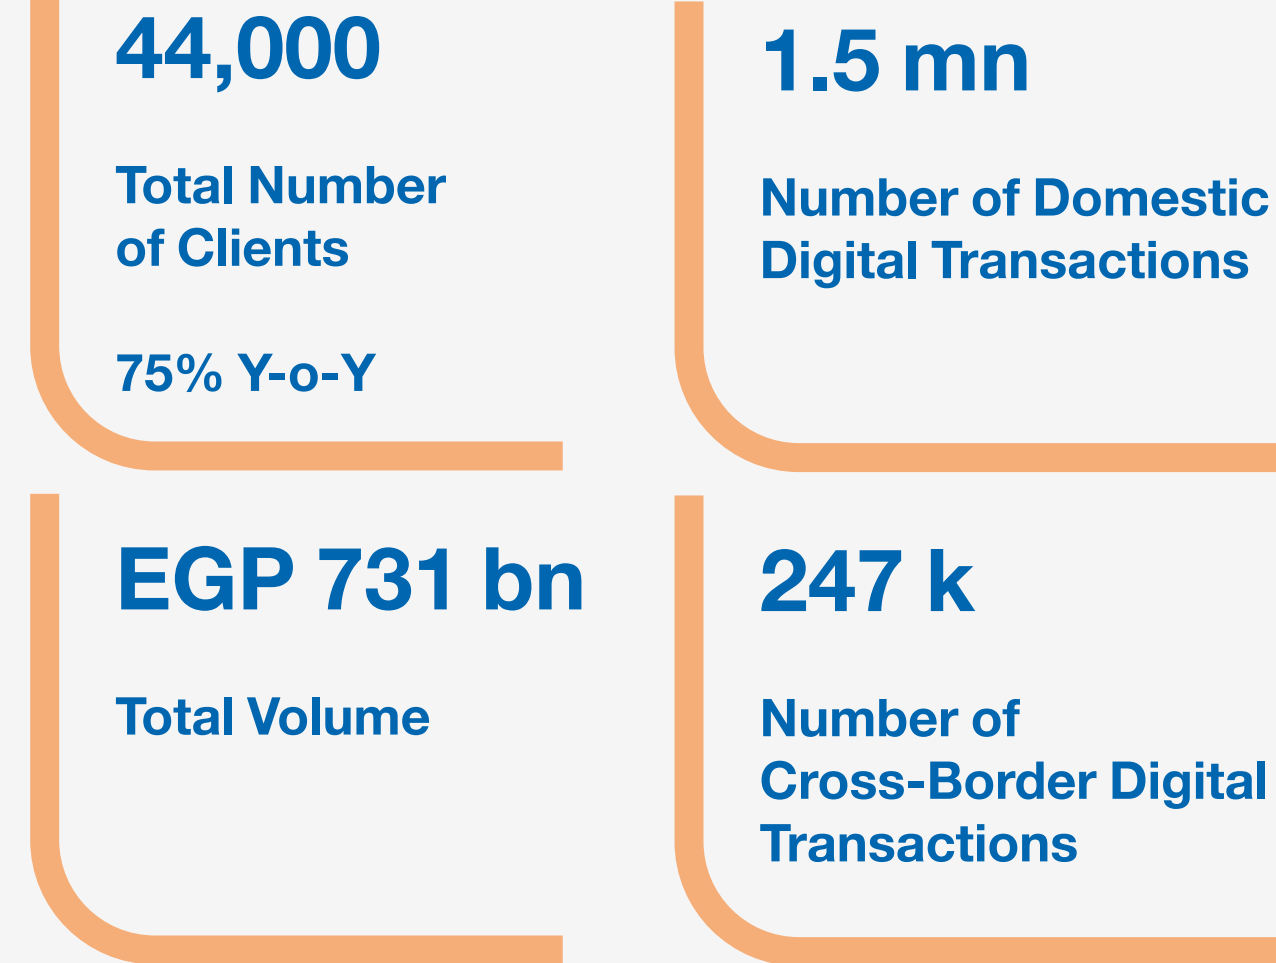 44,000
Total Number
of Clients
75% Y-o-Y
1.5 mn
Number of Domestic
Digital Transactions
EGP 731 bn
Total Volume
247 k
Number of
Cross-Border Digital
Transactions